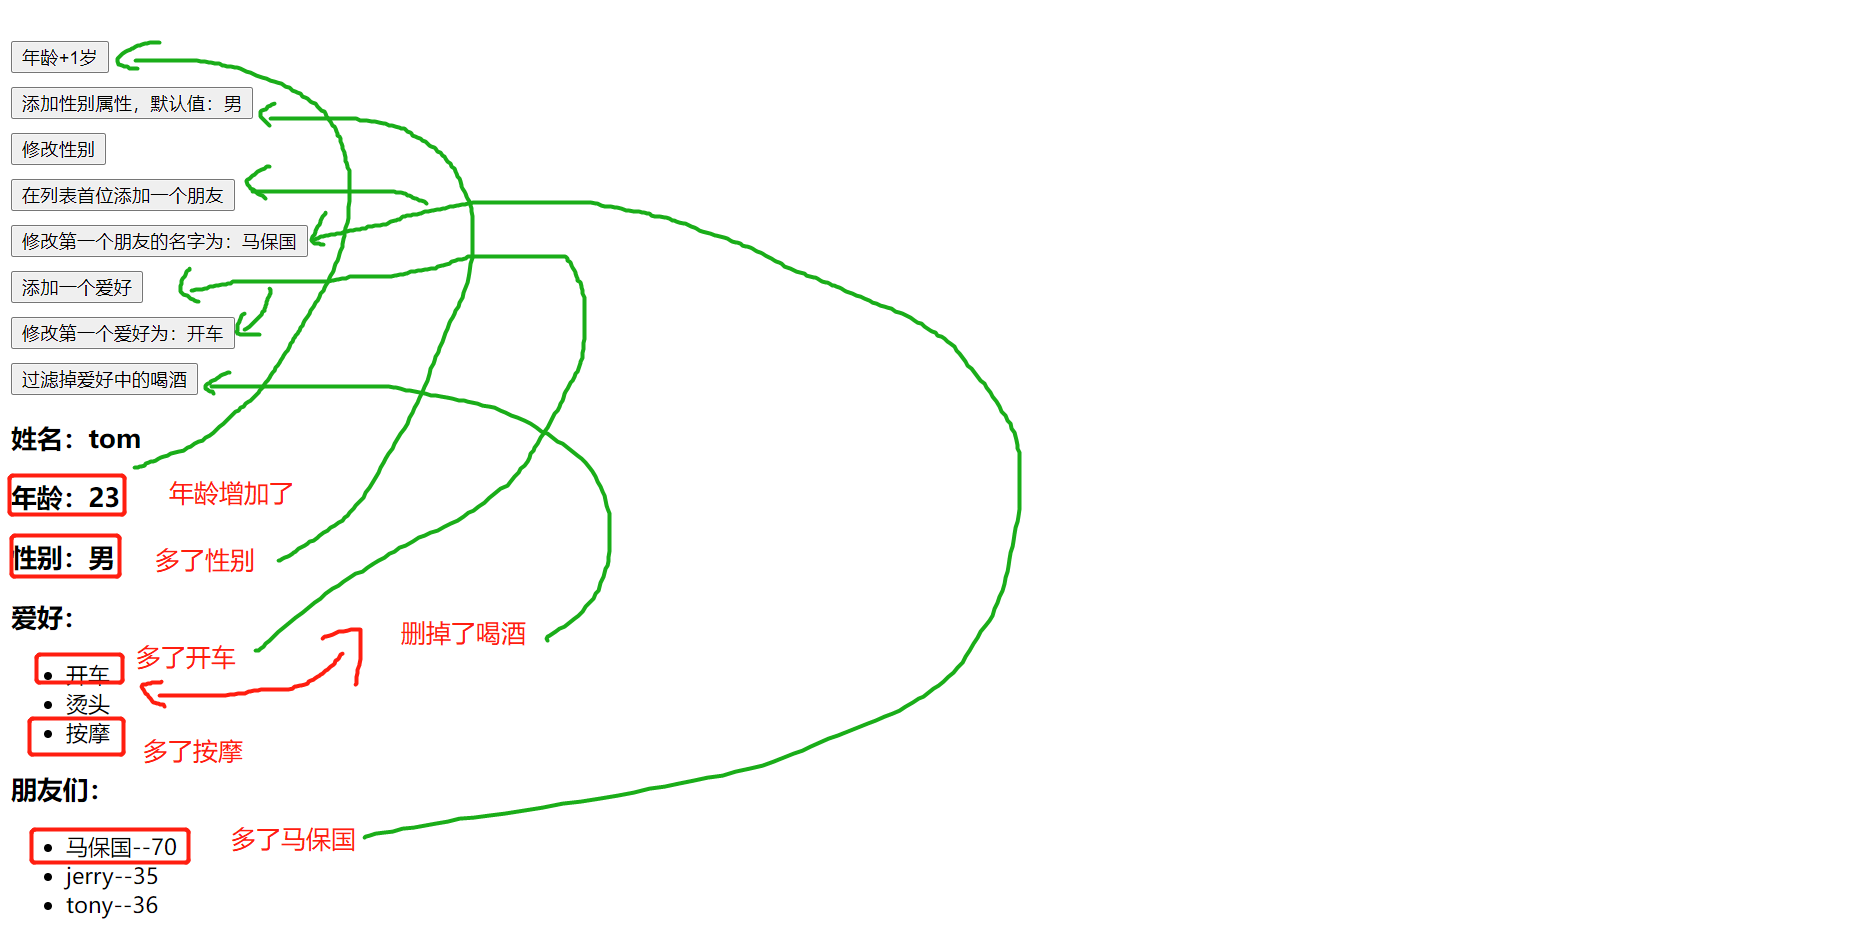 年龄+1岁
添加性别属性，默认值：男
修改性别
在列表首位添加一个朋友
修改第一个朋友的名字为：马保国
添加一个爱好
修改第一个爱好为：开车
过滤掉爱好中的喝酒
姓名：tom
年龄：23 年龄增加了
性别：男 多了性别
爱好：
删掉了喝酒
开车 多了开车
烫头
按摩 多了按摩
朋友们：
马保国--70 多了马保国
jerry--35
tony--36